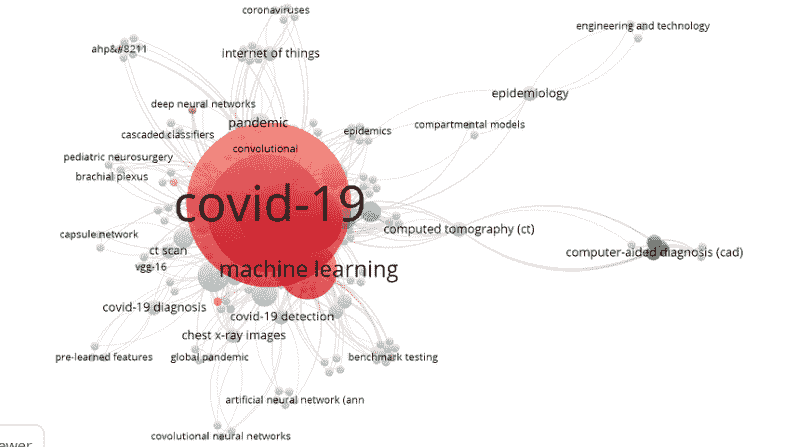 coronaviruses
engineering and technology
ahp&#8211
internet of things
epidemiology
deep neural networks
pandemic
compartmental models
cascaded classifiers
epidemics
convolutional
pediatric neurosurgery
brachial plexus
covid-19
computed tomography (ct)
capsule network
ct scan
computer-aided diagnosis (cad)
vgg-16
machine learning
covid-19 diagnosis
covid-19 detection
chest x-ray images
pre-learned features
global pandemic
benchmark testing
artificial neural network (ann
covolutional neural networks